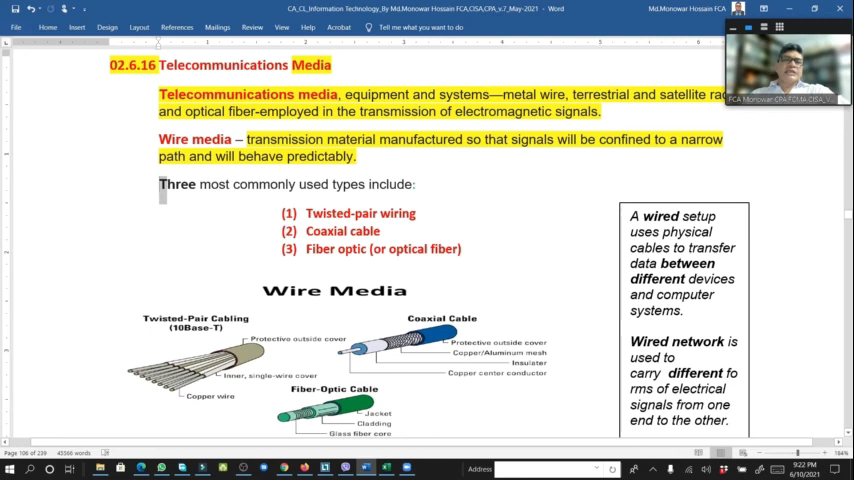 CA_CL_Information Technology_By Md.Monowar Hossain FCA,CISA,CPA_v.7_May-2021 - Word
Md.Monowar Hossain FCA
File Home Insert Design Layout References Mailings Review View Help Acrobat Tell me what you want to do
02.6.16 Telecommunications Media
Telecommunications media, equipment and systems—metal wire, terrestrial and satellite rad
and optical fiber-employed in the transmission of electromagnetic signals.
FCA Monowar CPA.FCMA.CISA_V...
Wire media – transmission material manufactured so that signals will be confined to a narrow
path and will behave predictably.
Three most commonly used types include:
(1) Twisted-pair wiring
(2) Coaxial cable
(3) Fiber optic (or optical fiber)
Wire Media
Twisted-Pair Cabling
(10Base-T)
Protective outside cover
Inner, single-wire cover
Copper wire
Coaxial Cable
Protective outside cover
Copper/Aluminum mesh
Insulater
Copper center conductor
Fiber-Optic Cable
Jacket
Cladding
Glass fiber core
A wired setup
uses physical
cables to transfer
data between
different devices
and computer
systems.
Wired network is
used to
carry different fo
rms of electrical
signals from one
end to the other.
Page 106 of 239 43566 words
184%
Address
9:22 PM
6/10/2021